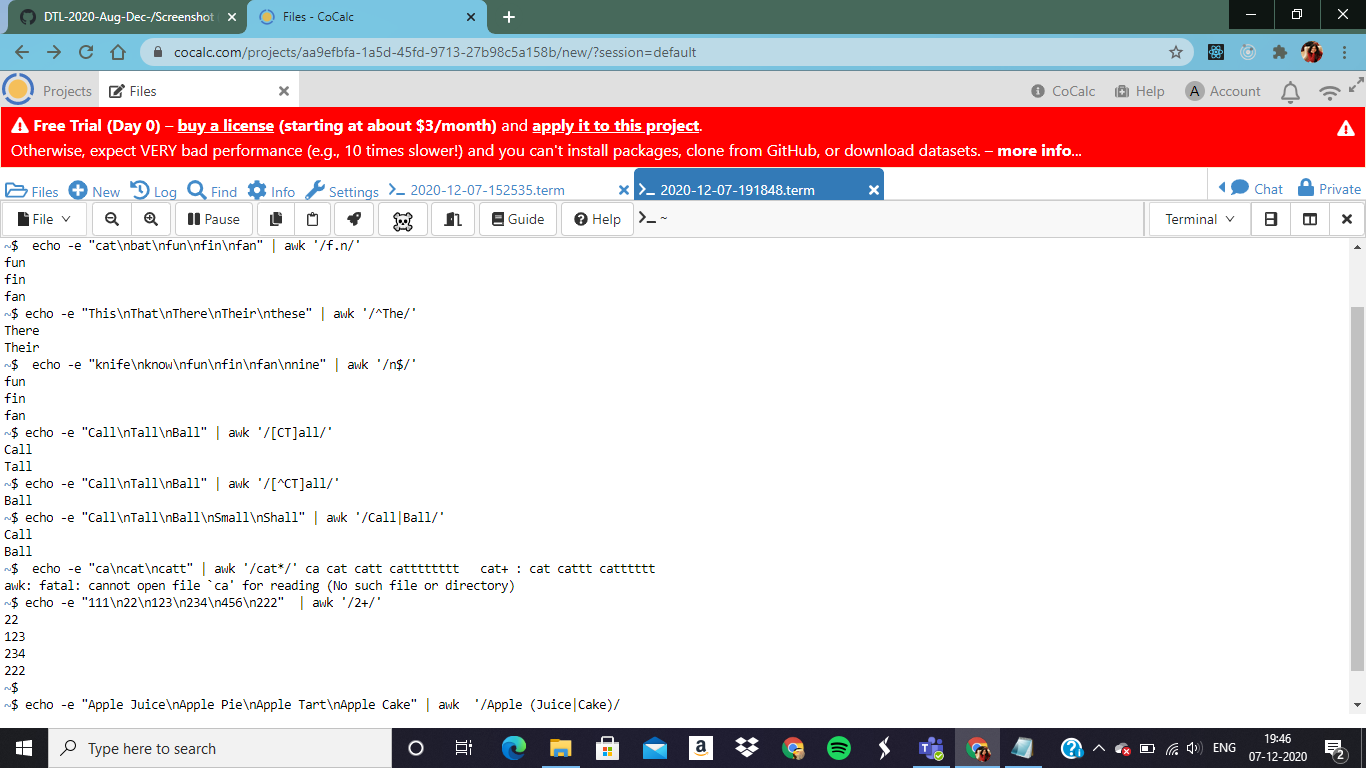 DTL-2020-Aug-Dec-/Screenshot
Files - CoCalc
cocalc.com/projects/aa9efbfa-1a5d-45fd-9713-27b98c5a158b/new/?session=default
Projects Files CoCalc Help A Account
Free Trial (Day 0) – buy a license (starting at about $3/month) and apply it to this project.
Otherwise, expect VERY bad performance (e.g., 10 times slower!) and you can't install packages, clone from GitHub, or download datasets. – more info...
Files New Log Find Info Settings 2020-12-07-152535.term 2020-12-07-191848.term Chat Private
File Pause Guide Help ~ Terminal
~$  echo -e "cat\nbat\nfun\nfin\nfan" | awk '/f.n/'
fun
fin
fan
~$ echo -e "This\nThat\nThere\nTheir\nthese" | awk '/^The/'
There
Their
~$  echo -e "knife\nknow\nfun\nfin\nfan\nnine" | awk '/n$/'
fun
fin
fan
~$ echo -e "Call\nTall\nBall" | awk '/[CT]all/'
Call
Tall
~$ echo -e "Call\nTall\nBall" | awk '/[^CT]all/'
Ball
~$ echo -e "Call\nTall\nBall\nSmall\nShall" | awk '/Call|Ball/'
Call
Ball
~$  echo -e "ca\ncat\ncatt" | awk '/cat*/' ca cat catt catttttttt   cat+ : cat cattt cattttt
awk: fatal: cannot open file `ca' for reading (No such file or directory)
~$ echo -e "111\n22\n123\n234\n456\n222"  | awk '/2+/'
22
123
234
222
~$
~$ echo -e "Apple Juice\nApple Pie\nApple Tart\nApple Cake" | awk  '/Apple (Juice|Cake)/
Type here to search
ENG
19:46
07-12-2020
2